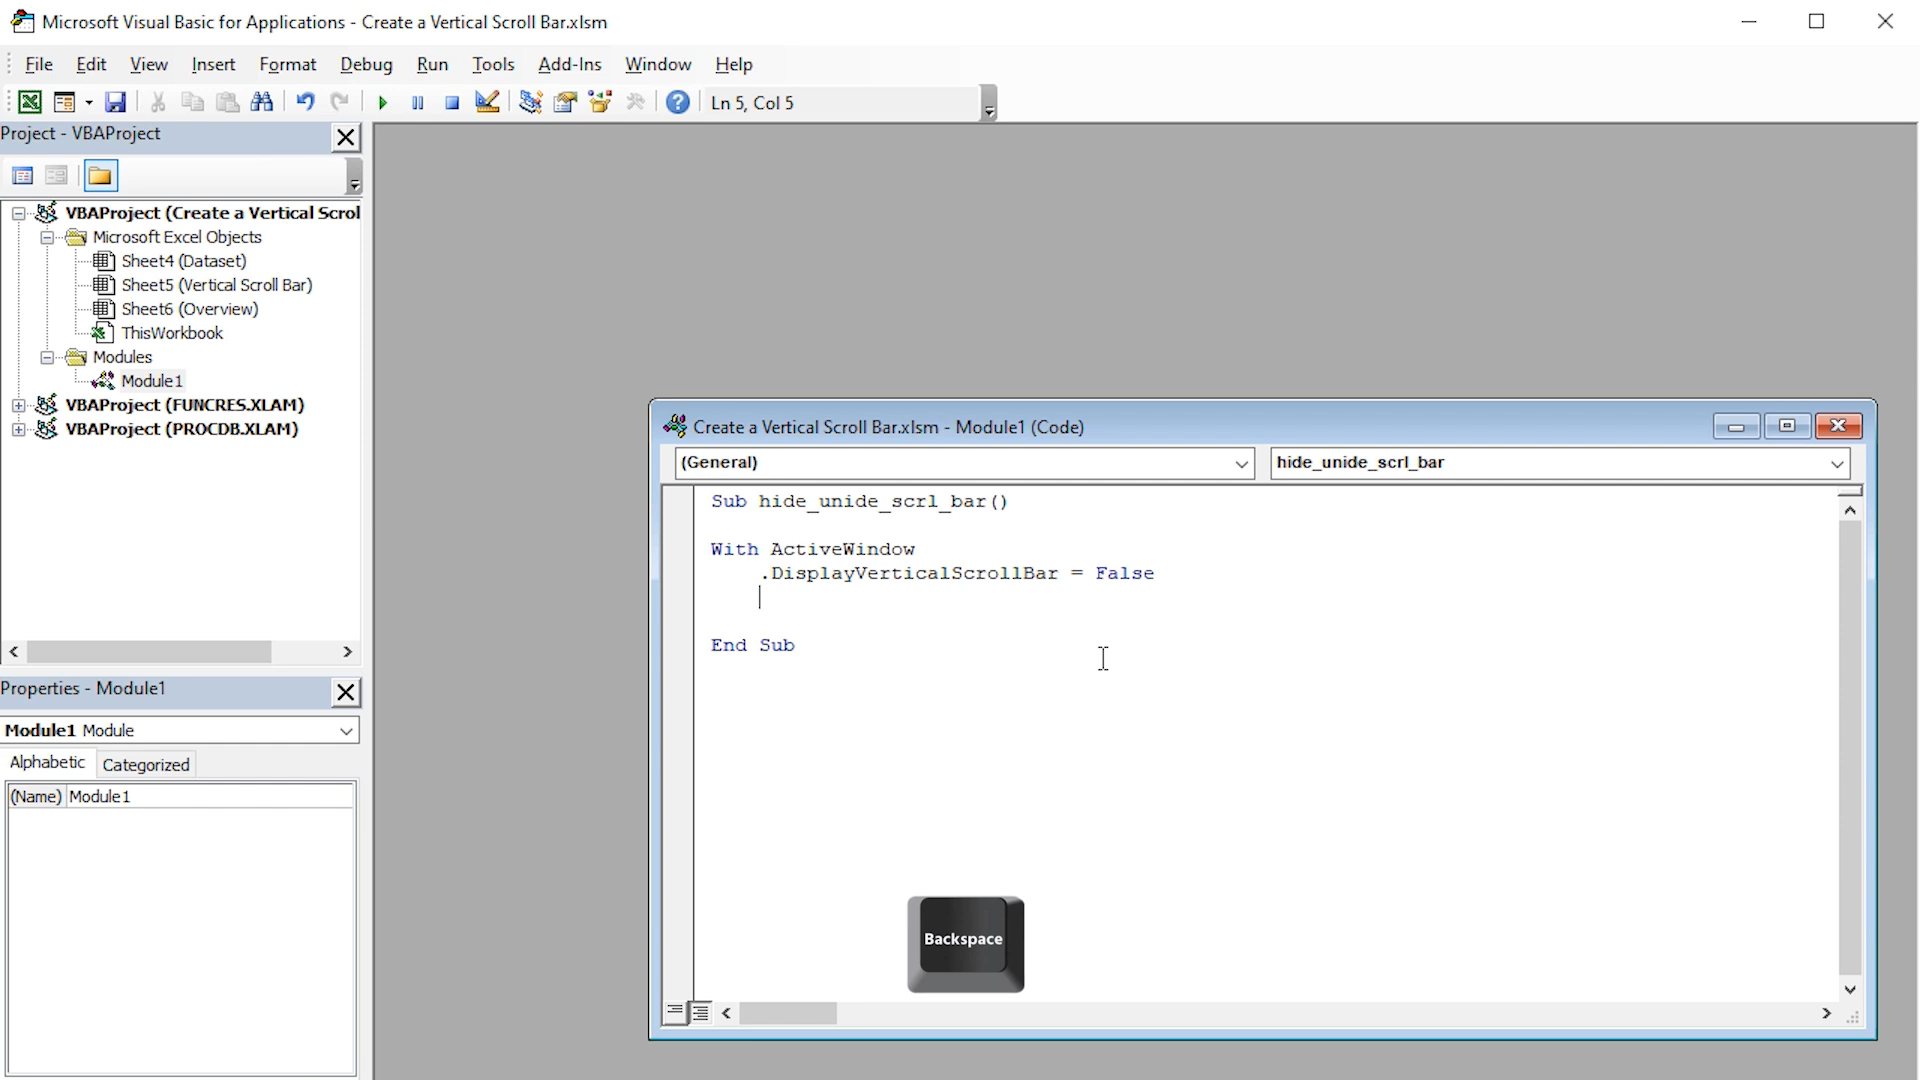 Microsoft Visual Basic for Applications - Create a Vertical Scroll Bar.xlsm
File Edit View Insert Format Debug Run Tools Add-Ins Window Help
Ln 5, Col 5
Project - VBAProject
VBAProject (Create a Vertical Scrol
Microsoft Excel Objects
Sheet4 (Dataset)
Sheet5 (Vertical Scroll Bar)
Sheet6 (Overview)
ThisWorkbook
Modules
Module1
VBAProject (FUNCRES.XLAM)
VBAProject (PROCDB.XLAM)
Properties - Module1
Module1 Module
Alphabetic Categorized
(Name) Module1
Create a Vertical Scroll Bar.xlsm - Module1 (Code)
(General) hide_unide_scrl_bar
Sub hide_unide_scrl_bar()
With ActiveWindow
.DisplayVerticalScrollBar = False
End Sub
Backspace